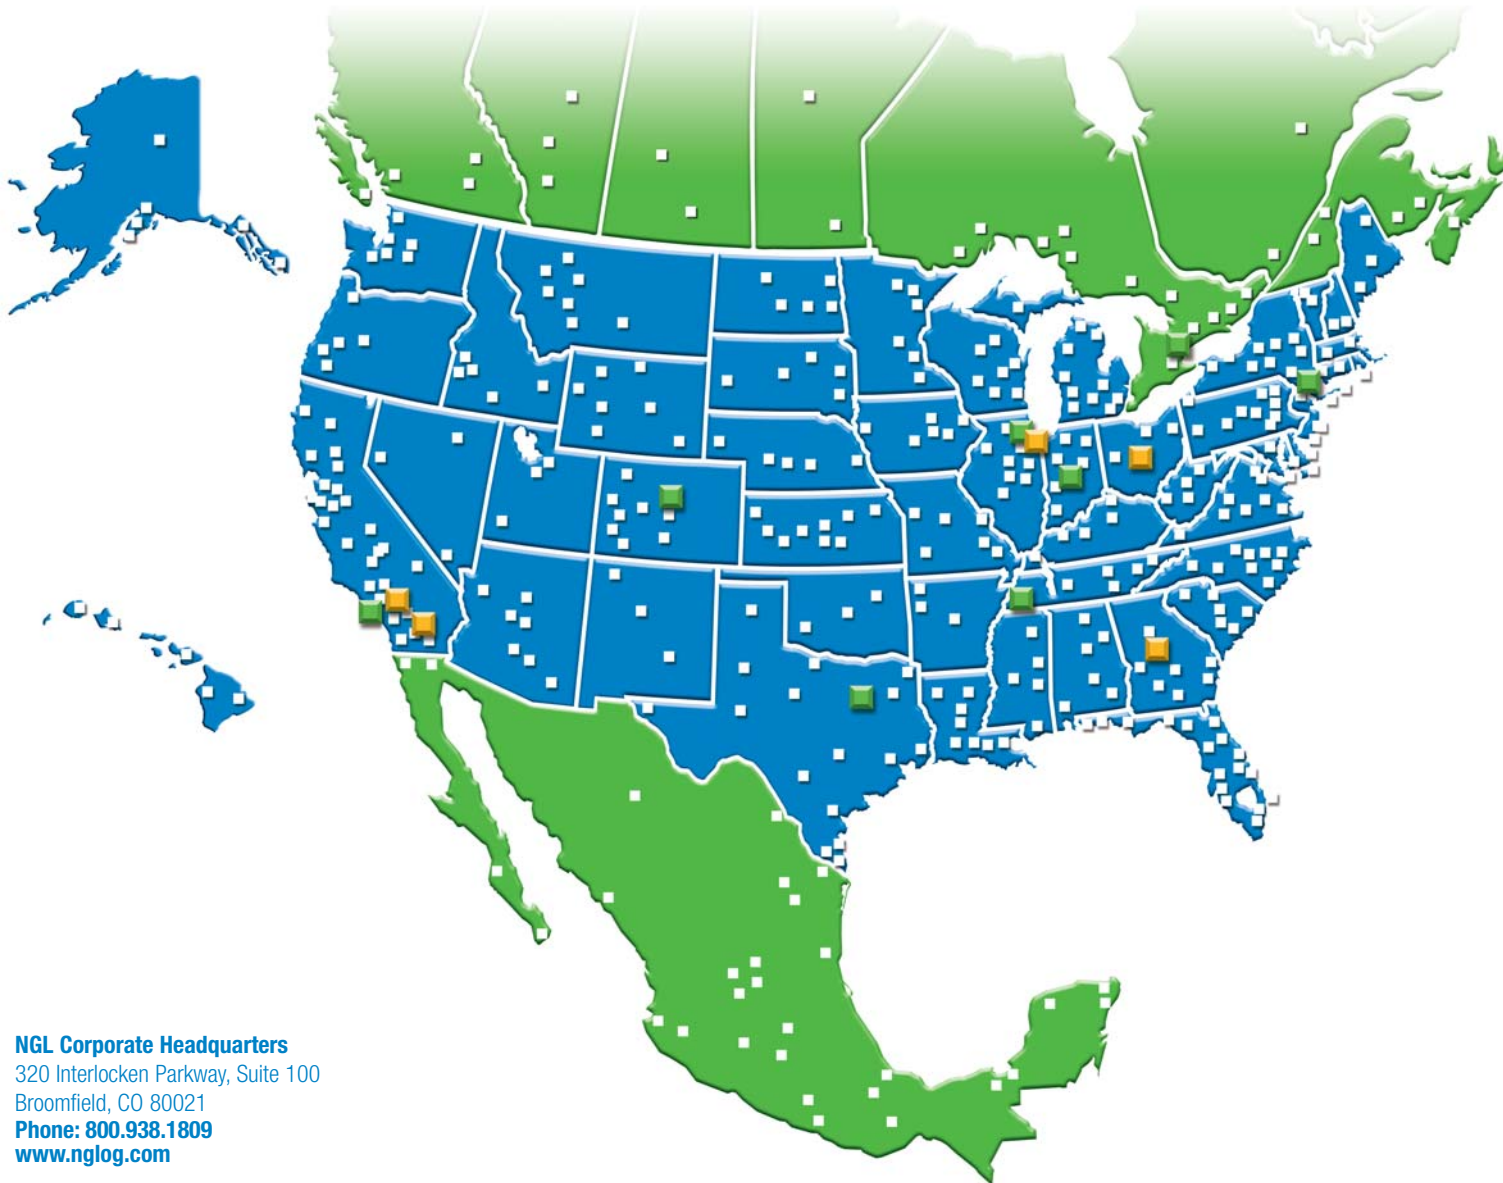 NGL Corporate Headquarters
320 Interlocken Parkway, Suite 100
Broomfield, CO 80021
Phone: 800.938.1809
www.nglog.com